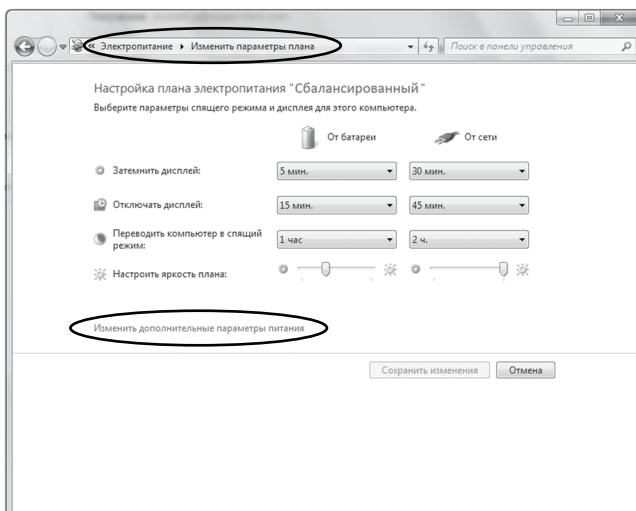 « Электропитание ▸ Изменить параметры плана
Поиск в панели управления
Настройка плана электропитания "Сбалансированный"
Выберите параметры спящего режима и дисплея для этого компьютера.
От батареи От сети
Затемнить дисплей: 5 мин. 30 мин.
Отключать дисплей: 15 мин. 45 мин.
Переводить компьютер в спящий
режим: 1 час 2 ч.
Настроить яркость плана:
Изменить дополнительные параметры питания
Сохранить изменения Отмена